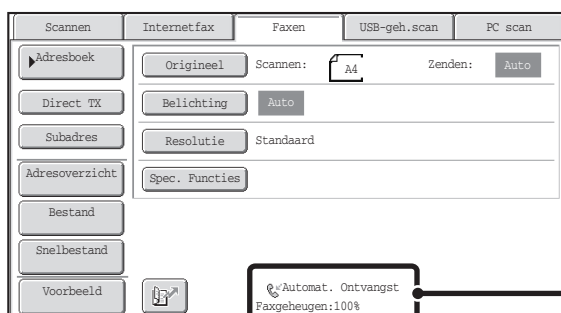 Scannen Internetfax Faxen USB-geh.scan PC scan
Adresboek
Origineel Scannen: A4 Zenden: Auto
Direct TX
Belichting Auto
Subadres
Resolutie Standaard
Adresoverzicht
Spec. Functies
Bestand
Snelbestand
Voorbeeld
Automat. Ontvangst
Faxgeheugen:100%